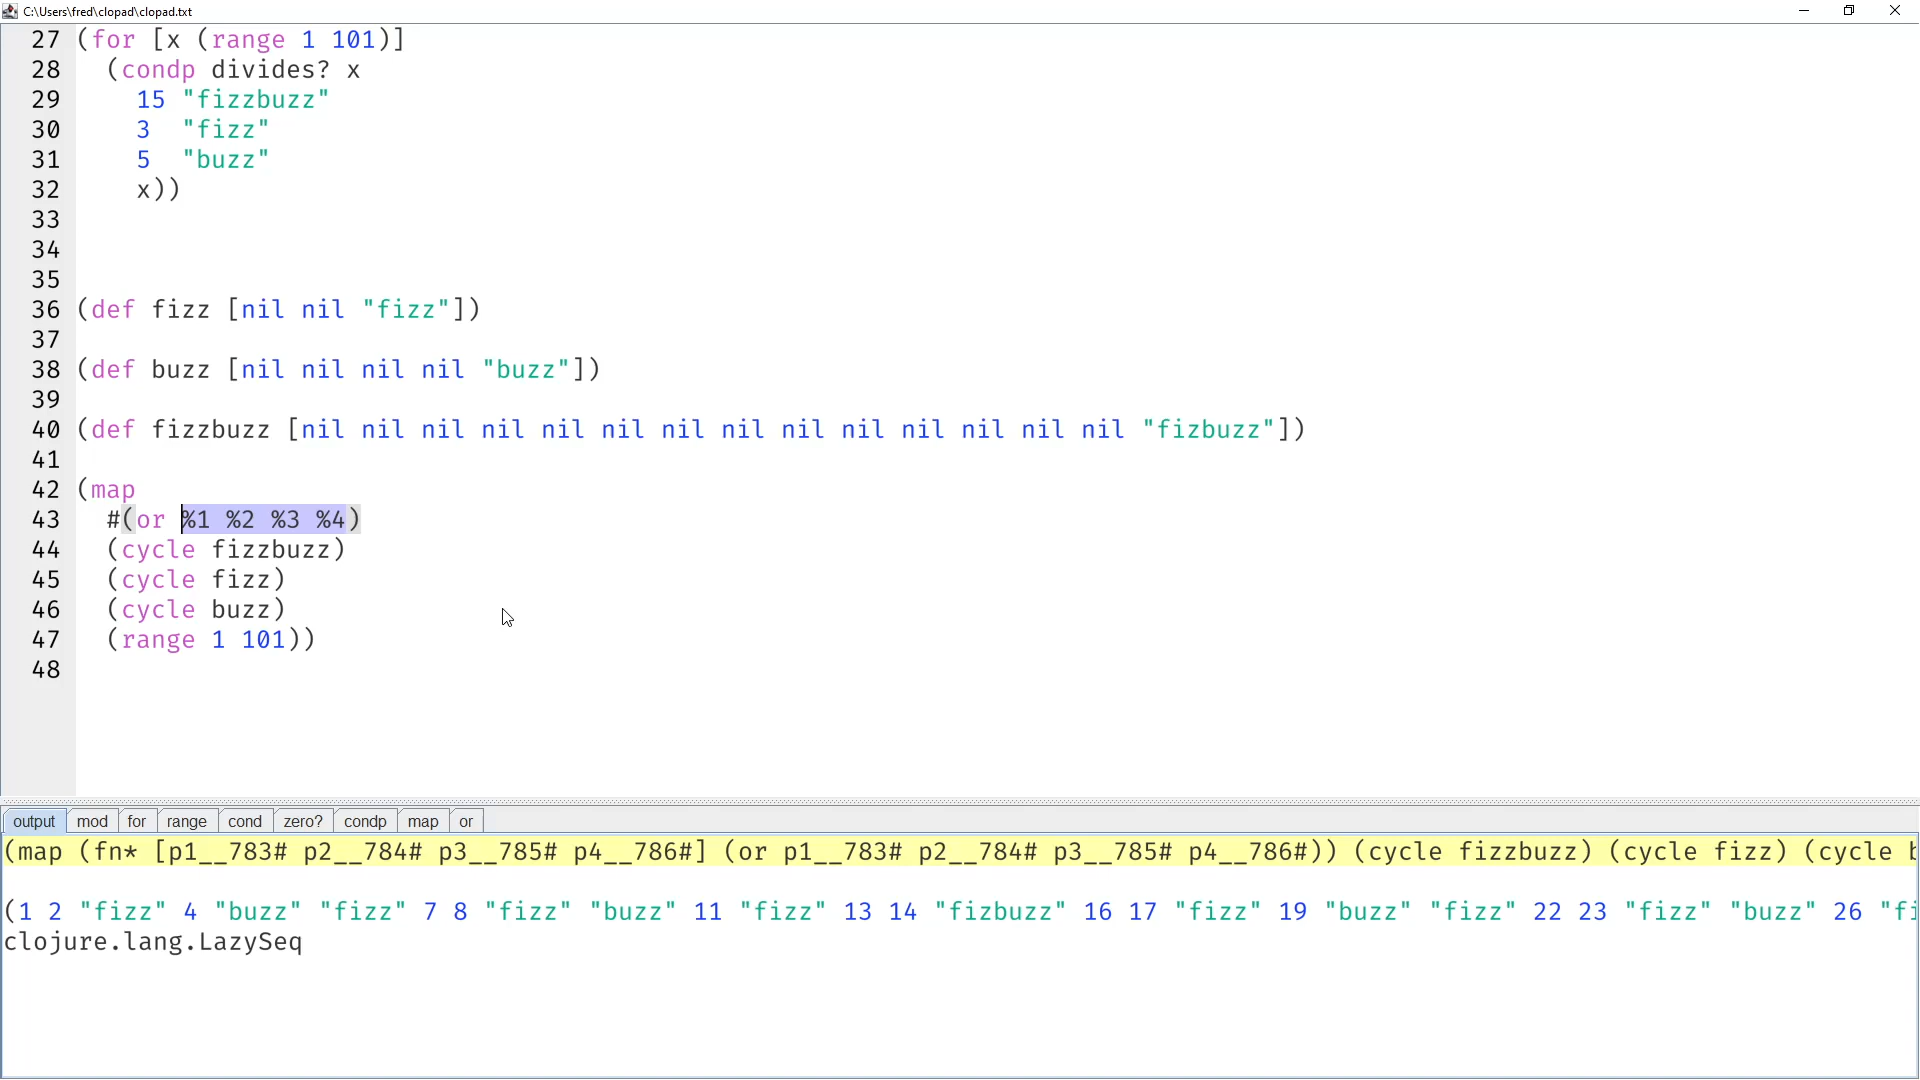 C:\Users\fred\clopad\clopad.txt
27 (for [x (range 1 101)]
28   (condp divides? x
29     15 "fizzbuzz"
30     3  "fizz"
31     5  "buzz"
32     x))
33
34
35
36 (def fizz [nil nil "fizz"])
37
38 (def buzz [nil nil nil nil "buzz"])
39
40 (def fizzbuzz [nil nil nil nil nil nil nil nil nil nil nil nil nil nil "fizbuzz"])
41
42 (map
43   #(or %1 %2 %3 %4)
44   (cycle fizzbuzz)
45   (cycle fizz)
46   (cycle buzz)
47   (range 1 101))
48
output mod for range cond zero? condp map or
(map (fn* [p1__783# p2__784# p3__785# p4__786#] (or p1__783# p2__784# p3__785# p4__786#)) (cycle fizzbuzz) (cycle fizz) (cycle
(1 2 "fizz" 4 "buzz" "fizz" 7 8 "fizz" "buzz" 11 "fizz" 13 14 "fizbuzz" 16 17 "fizz" 19 "buzz" "fizz" 22 23 "fizz" "buzz" 26 "fi
clojure.lang.LazySeq